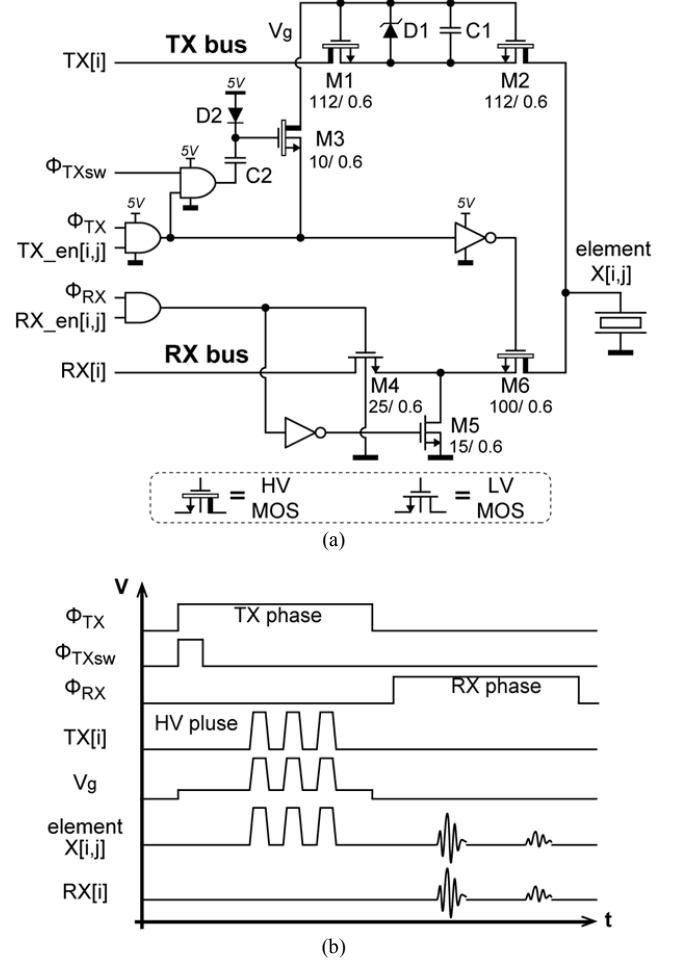 Vg
D1
C1
TX bus
TX[i]
M1
112/ 0.6
M2
112/ 0.6
5V
D2
M3
10/ 0.6
5V
C2
ΦTXsw
5V
ΦTX
TX_en[i,j]
5V
element
X[i,j]
ΦRX
RX_en[i,j]
RX bus
RX[i]
M4
25/ 0.6
M6
100/ 0.6
M5
15/ 0.6
= HV MOS
= LV MOS
(a)
V
ΦTX
TX phase
ΦTXsw
ΦRX
RX phase
HV pluse
TX[i]
Vg
element
X[i,j]
RX[i]
t
(b)